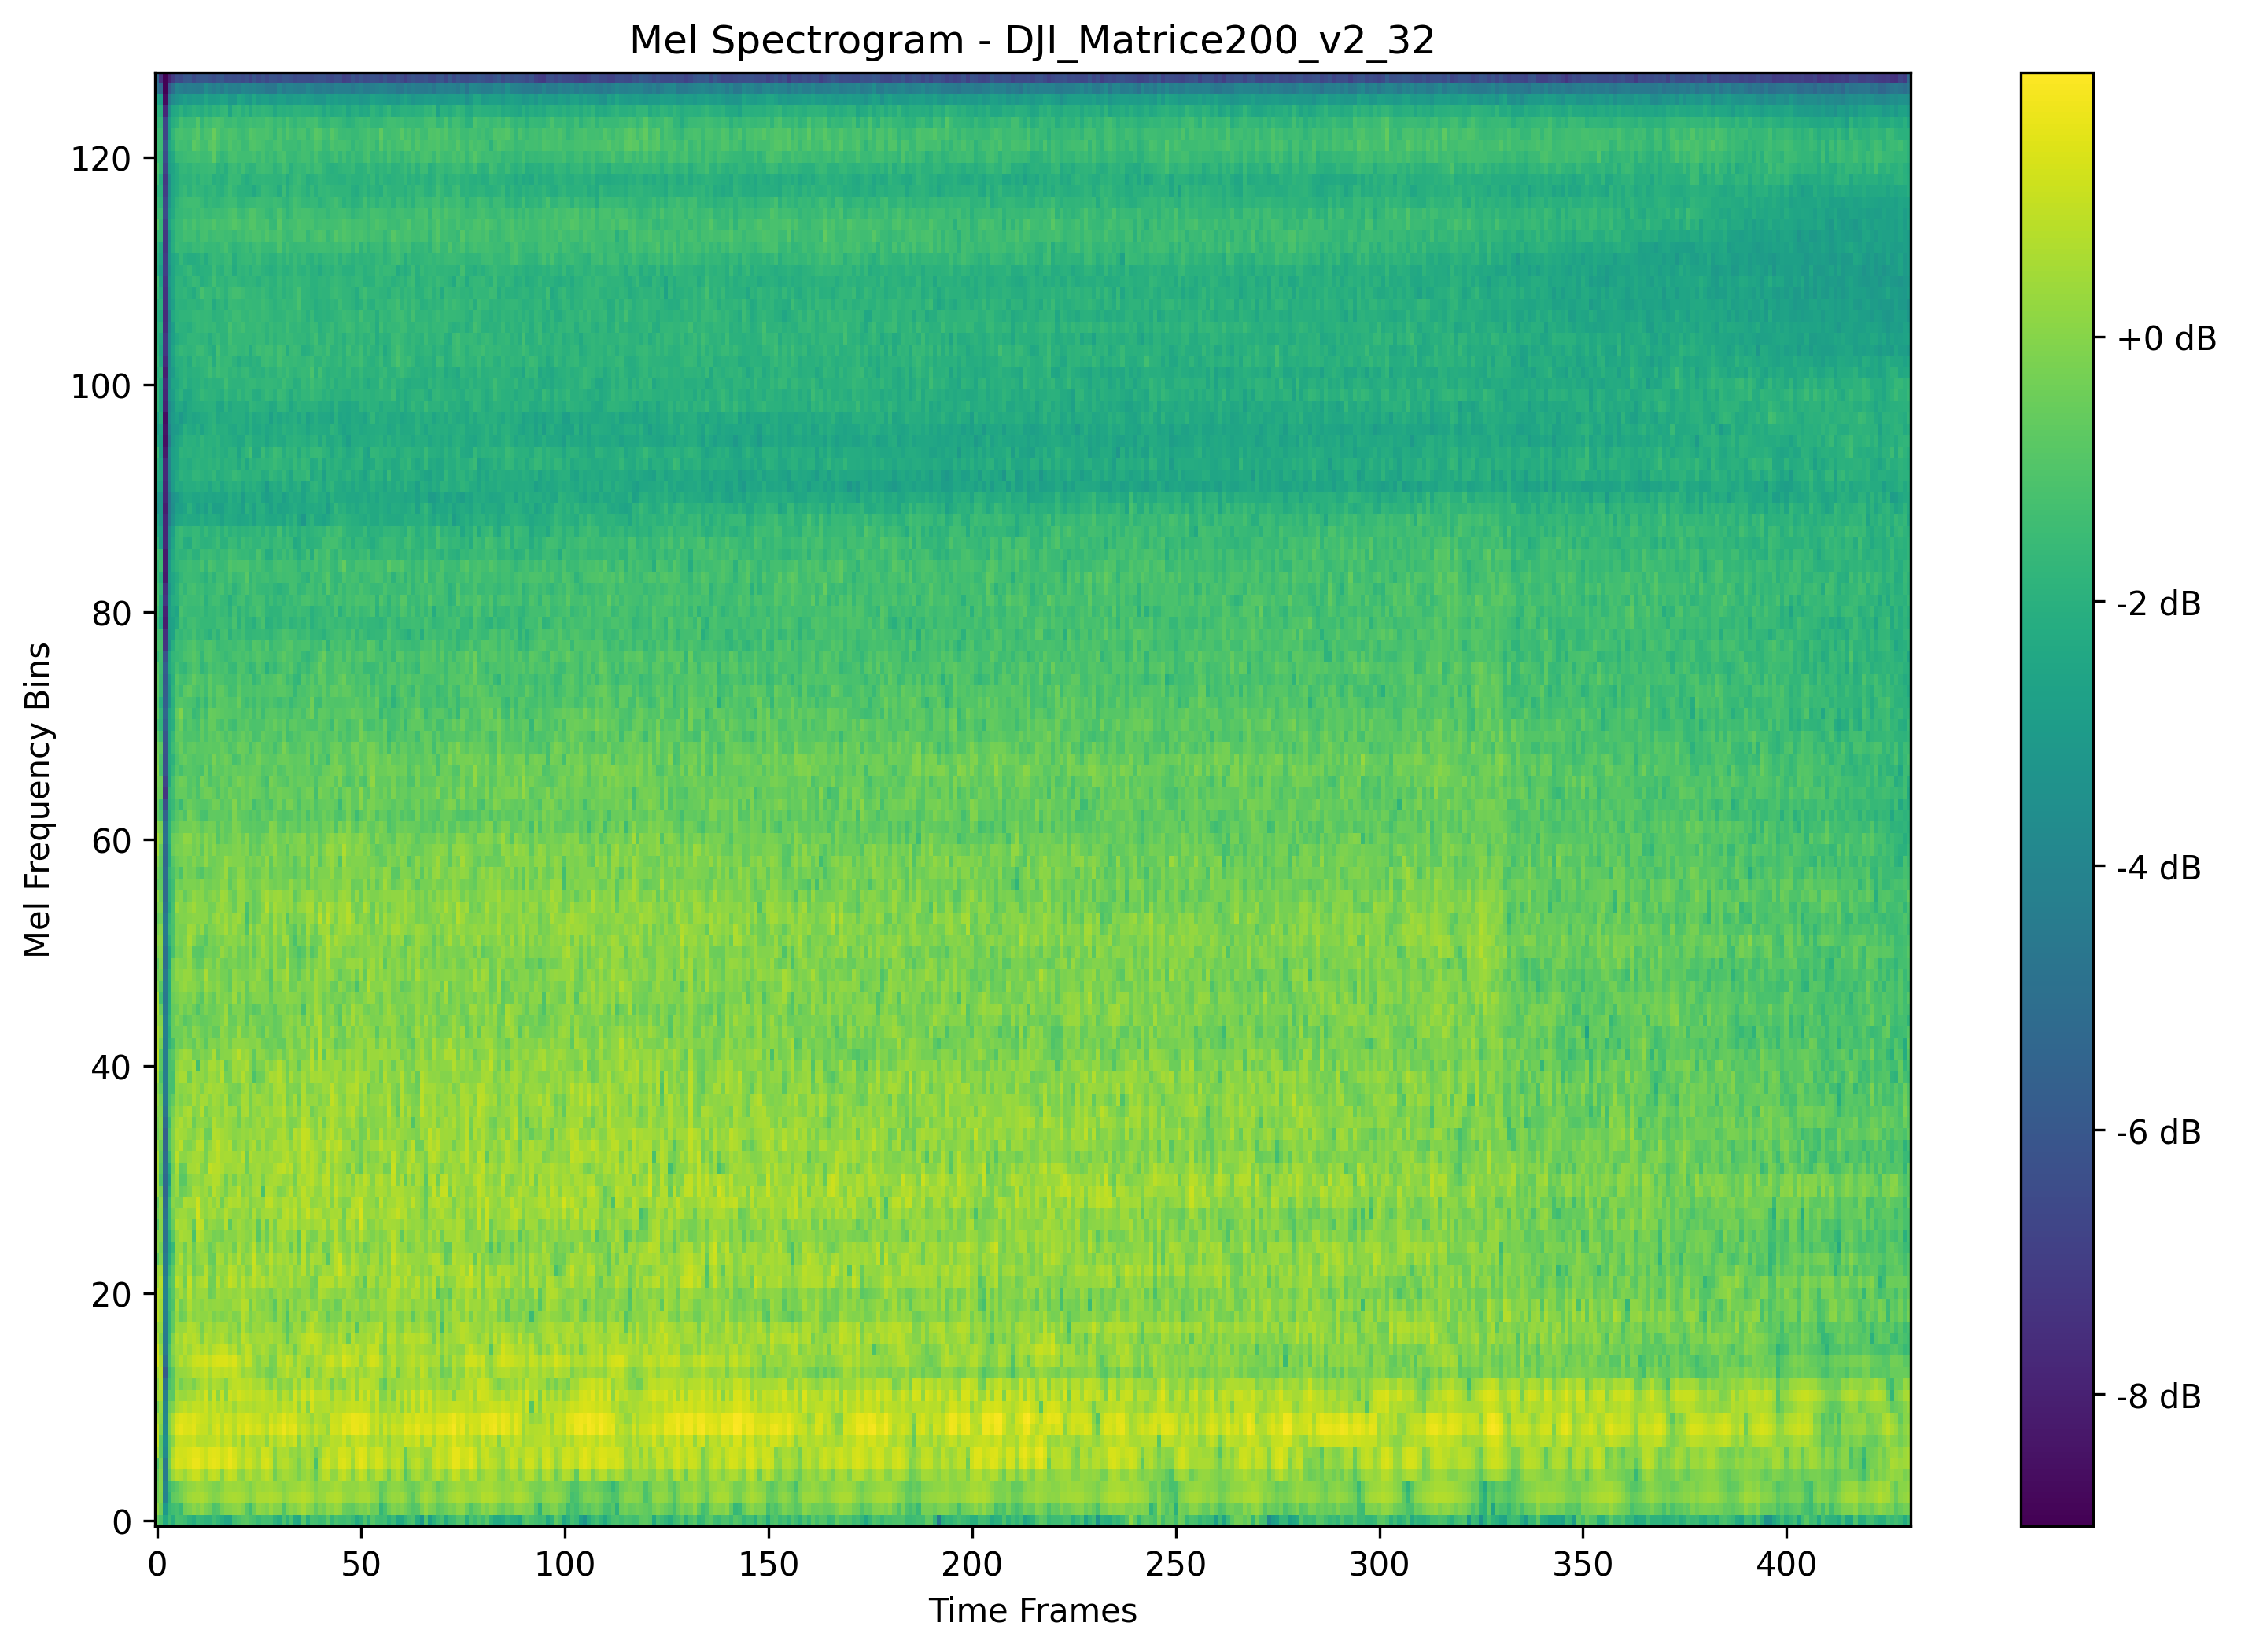 Mel Spectrogram - DJI_Matrice200_v2_32
120
100
80
60
40
20
0
Mel Frequency Bins
0 50 100 150 200 250 300 350 400
Time Frames
+0 dB
-2 dB
-4 dB
-6 dB
-8 dB